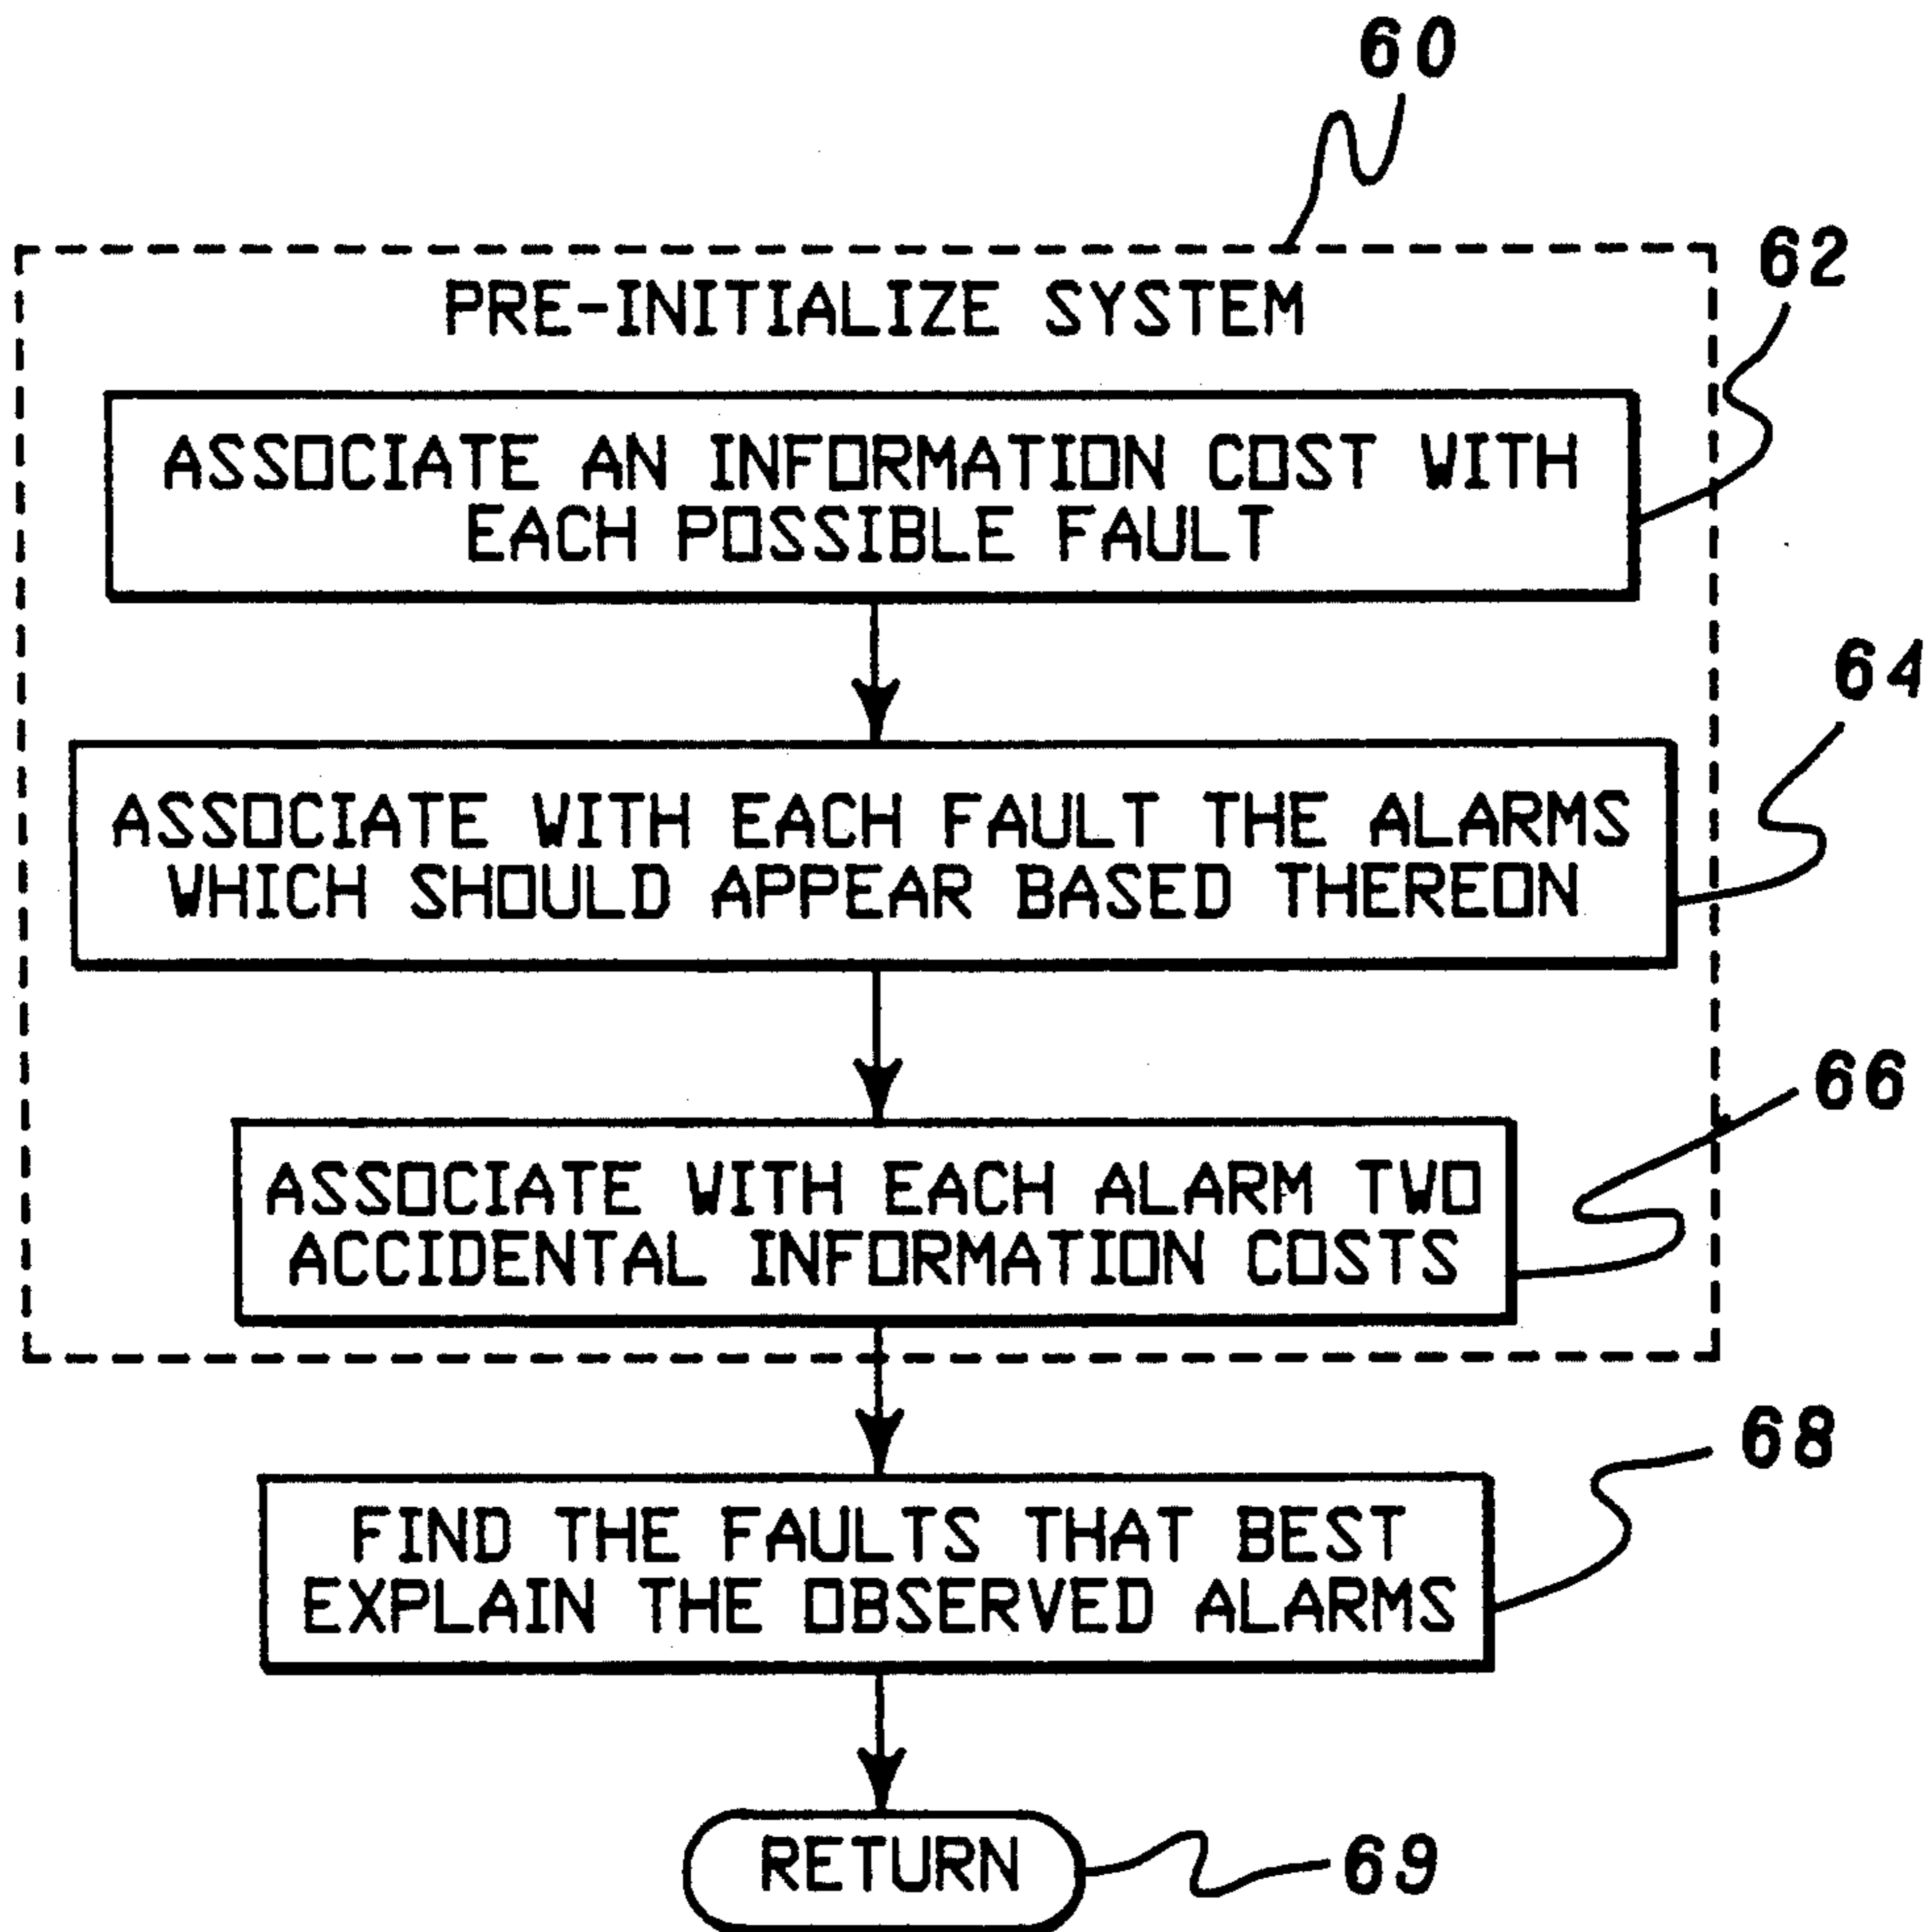 60
62
PRE-INITIALIZE SYSTEM
ASSOCIATE AN INFORMATION COST WITH
EACH POSSIBLE FAULT
64
ASSOCIATE WITH EACH FAULT THE ALARMS
WHICH SHOULD APPEAR BASED THEREON
66
ASSOCIATE WITH EACH ALARM TWO
ACCIDENTAL INFORMATION COSTS
68
FIND THE FAULTS THAT BEST
EXPLAIN THE OBSERVED ALARMS
RETURN
69